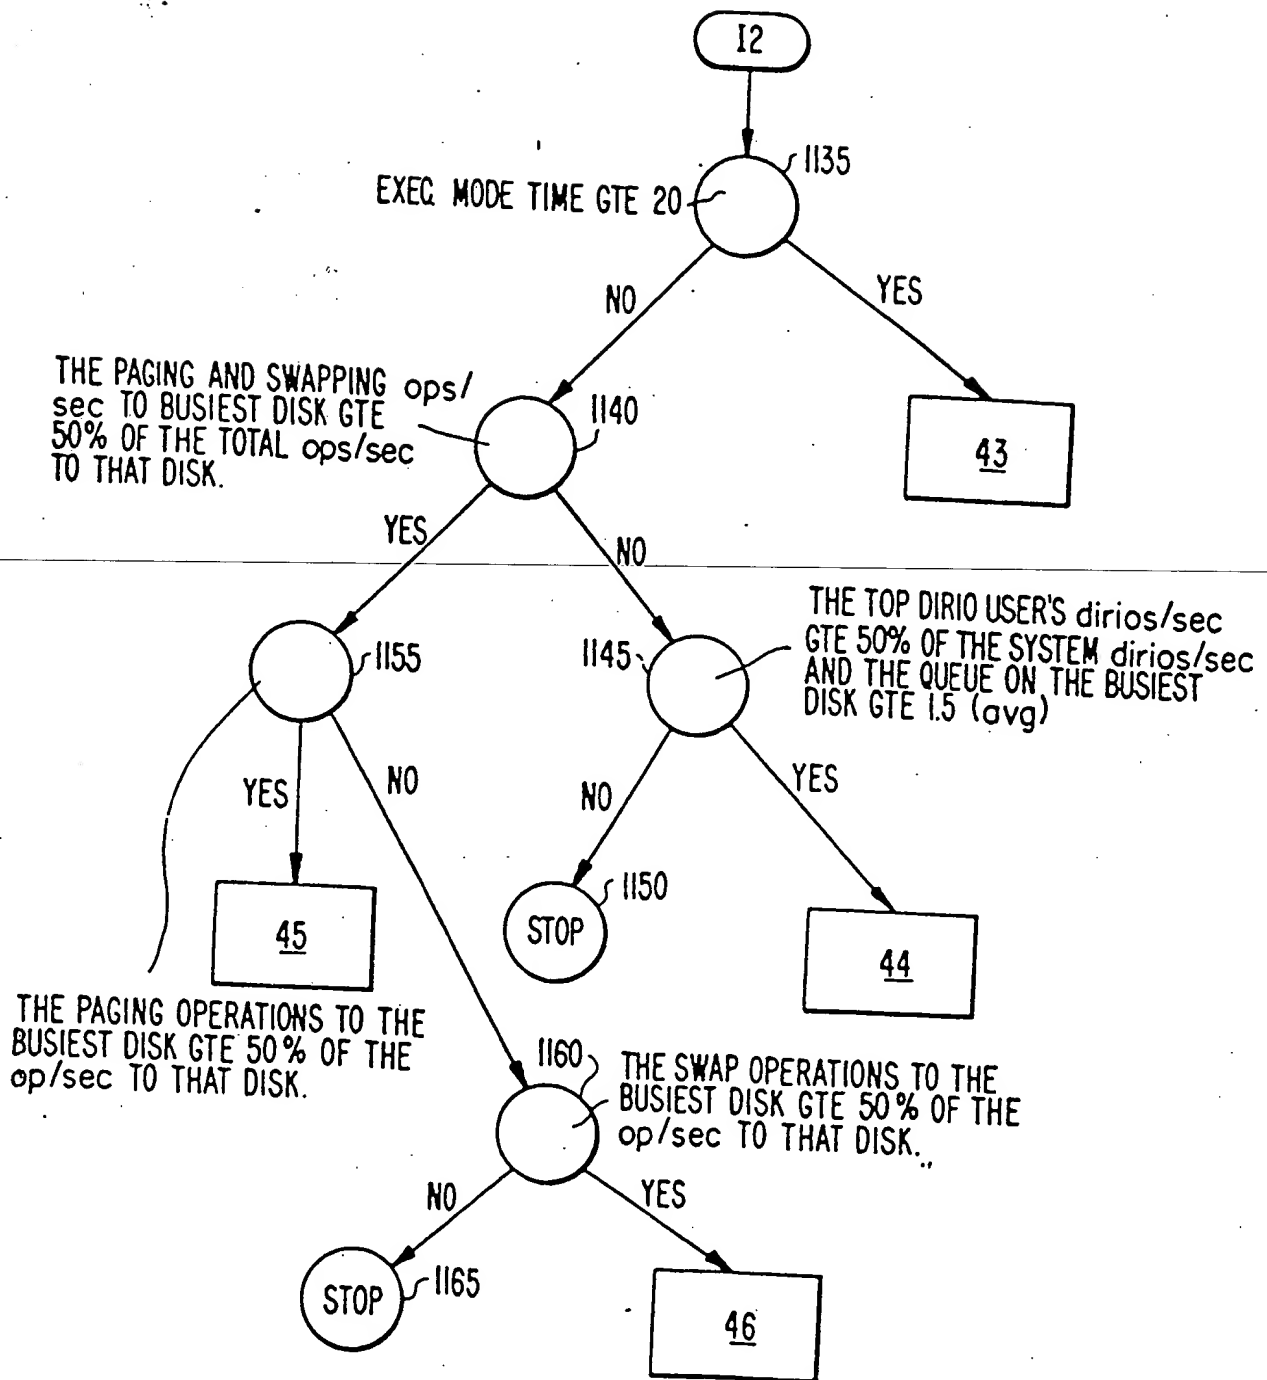 I2
1135
EXEC. MODE TIME GTE 20
NO
YES
THE PAGING AND SWAPPING ops/
sec TO BUSIEST DISK GTE
50% OF THE TOTAL ops/sec
TO THAT DISK.
1140
43
YES
NO
1155
1145
THE TOP DIRIO USER'S dirios/sec
GTE 50% OF THE SYSTEM dirios/sec
AND THE QUEUE ON THE BUSIEST
DISK GTE 1.5 (avg)
YES
NO
NO
YES
45
STOP
1150
44
THE PAGING OPERATIONS TO THE
BUSIEST DISK GTE 50% OF THE
op/sec TO THAT DISK.
1160
THE SWAP OPERATIONS TO THE
BUSIEST DISK GTE 50% OF THE
op/sec TO THAT DISK.
NO
YES
STOP
1165
46